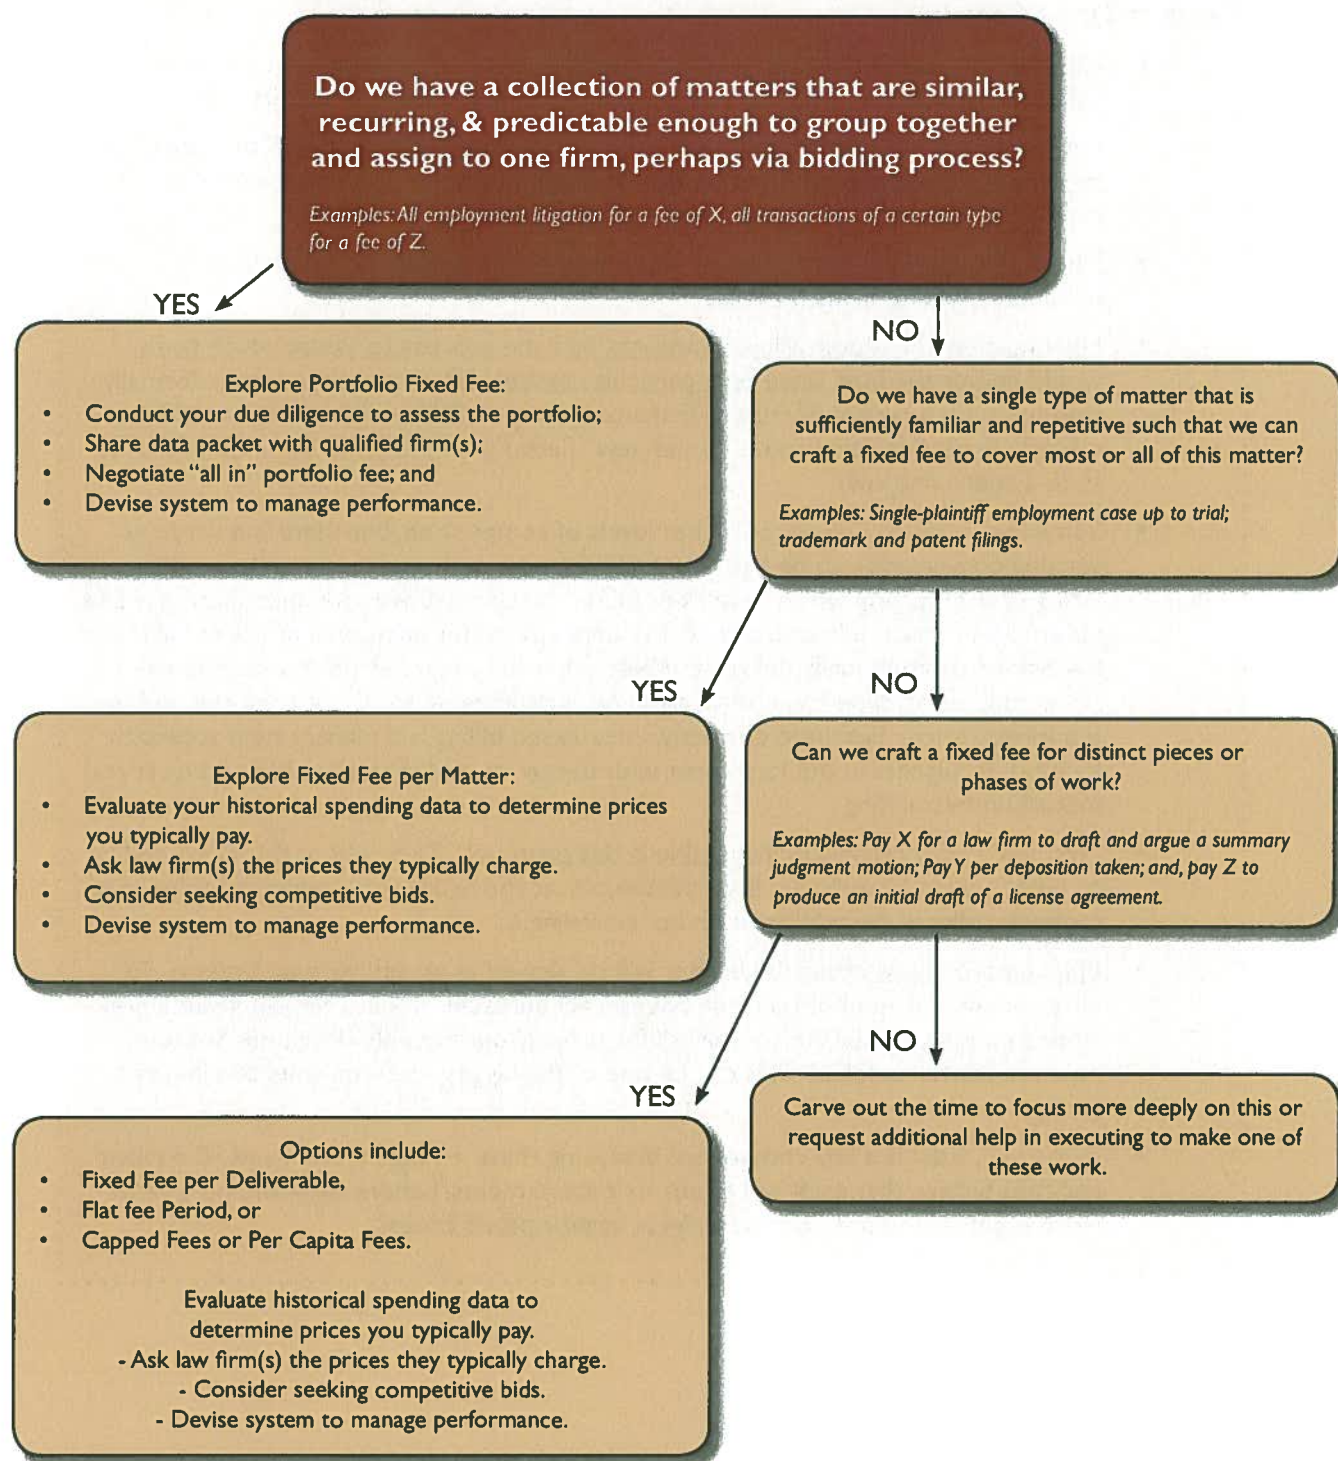 Do we have a collection of matters that are similar,
recurring, & predictable enough to group together
and assign to one firm, perhaps via bidding process?
Examples: All employment litigation for a fee of X, all transactions of a certain type
for a fee of Z.
YES
NO
Explore Portfolio Fixed Fee:
• Conduct your due diligence to assess the portfolio;
• Share data packet with qualified firm(s);
• Negotiate "all in" portfolio fee; and
• Devise system to manage performance.
Do we have a single type of matter that is
sufficiently familiar and repetitive such that we can
craft a fixed fee to cover most or all of this matter?
Examples: Single-plaintiff employment case up to trial;
trademark and patent filings.
YES
NO
Explore Fixed Fee per Matter:
• Evaluate your historical spending data to determine prices
you typically pay.
• Ask law firm(s) the prices they typically charge.
• Consider seeking competitive bids.
• Devise system to manage performance.
Can we craft a fixed fee for distinct pieces or
phases of work?
Examples: Pay X for a law firm to draft and argue a summary
judgment motion; Pay Y per deposition taken; and, pay Z to
produce an initial draft of a license agreement.
YES
NO
Options include:
• Fixed Fee per Deliverable,
• Flat fee Period, or
• Capped Fees or Per Capita Fees.
Evaluate historical spending data to
determine prices you typically pay.
- Ask law firm(s) the prices they typically charge.
- Consider seeking competitive bids.
- Devise system to manage performance.
Carve out the time to focus more deeply on this or
request additional help in executing to make one of
these work.